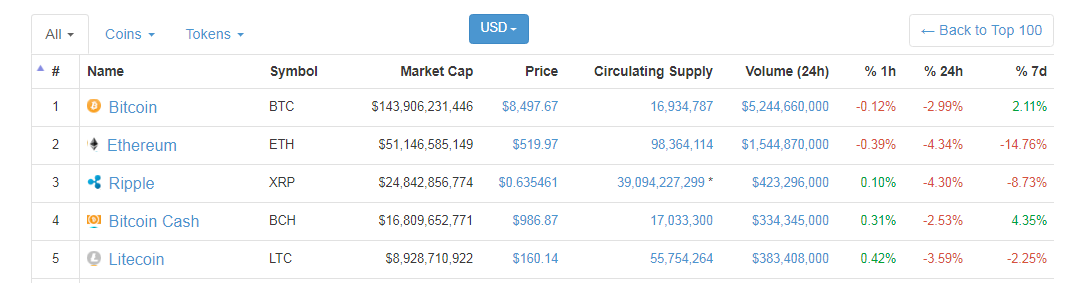 All Coins Tokens USD ← Back to Top 100
# Name Symbol Market Cap Price Circulating Supply Volume (24h) % 1h % 24h % 7d
1 Bitcoin BTC $143,906,231,446 $8,497.67 16,934,787 $5,244,660,000 -0.12% -2.99% 2.11%
2 Ethereum ETH $51,146,585,149 $519.97 98,364,114 $1,544,870,000 -0.39% -4.34% -14.76%
3 Ripple XRP $24,842,856,774 $0.635461 39,094,227,299 * $423,296,000 0.10% -4.30% -8.73%
4 Bitcoin Cash BCH $16,809,652,771 $986.87 17,033,300 $334,345,000 0.31% -2.53% 4.35%
5 Litecoin LTC $8,928,710,922 $160.14 55,754,264 $383,408,000 0.42% -3.59% -2.25%